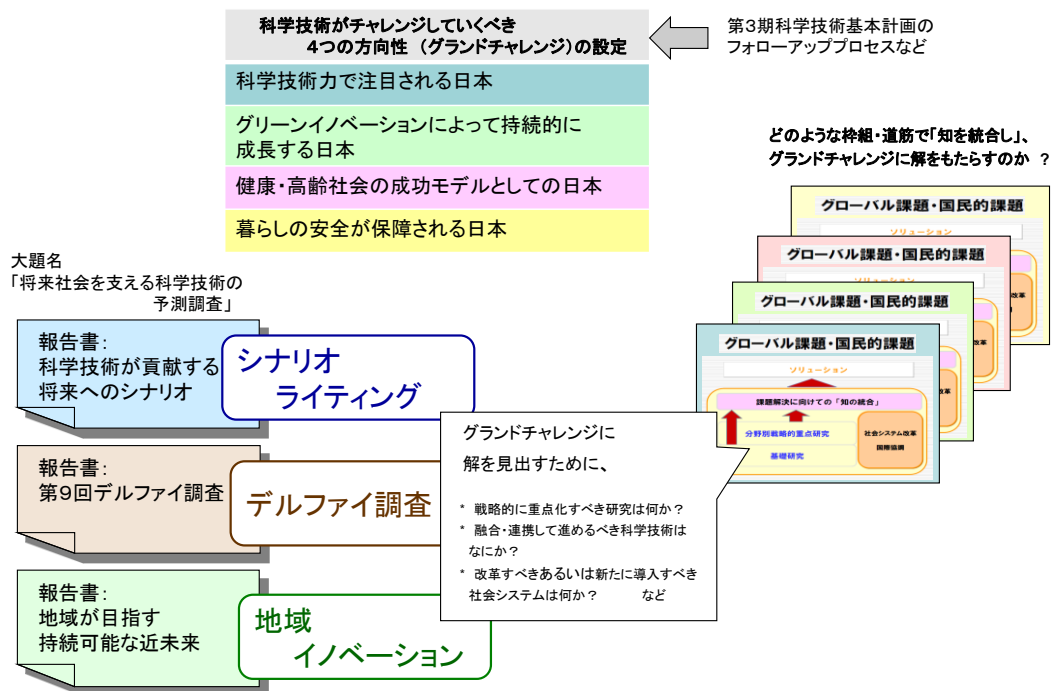 科学技術がチャレンジしていくべき
4つの方向性 (グランドチャレンジ)の設定
第3期科学技術基本計画の
フォローアッププロセスなど
科学技術力で注目される日本
グリーンイノベーションによって持続的に
成長する日本
健康・高齢社会の成功モデルとしての日本
暮らしの安全が保障される日本
どのような枠組・道筋で「知を統合し」、
グランドチャレンジに解をもたらすのか ?
グローバル課題・国民的課題
ソリューション
グローバル課題・国民的課題
グローバル課題・国民的課題
グローバル課題・国民的課題
ソリューション
課題解決に向けての「知の統合」
分野別戦略的重点研究
基礎研究
社会システム改革
国際協調
大題名
「将来社会を支える科学技術の
予測調査」
報告書:
科学技術が貢献する
将来へのシナリオ
シナリオ
ライティング
報告書:
第9回デルファイ調査
デルファイ調査
報告書:
地域が目指す
持続可能な近未来
地域
イノベーション
グランドチャレンジに
解を見出すために、
* 戦略的に重点化すべき研究は何か?
* 融合・連携して進めるべき科学技術は
なにか?
* 改革すべきあるいは新たに導入すべき
社会システムは何か? など